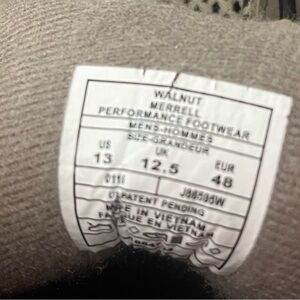 WALNUT
MERRELL
PERFORMANCE FOOTWEAR
MENS-HOMMES
SIZE-GRANDEUR
US UK EUR
13 12.5 48
0111
PATENT PENDING
MADE IN VIETNAM
FABRIQUE EN VIETNAM